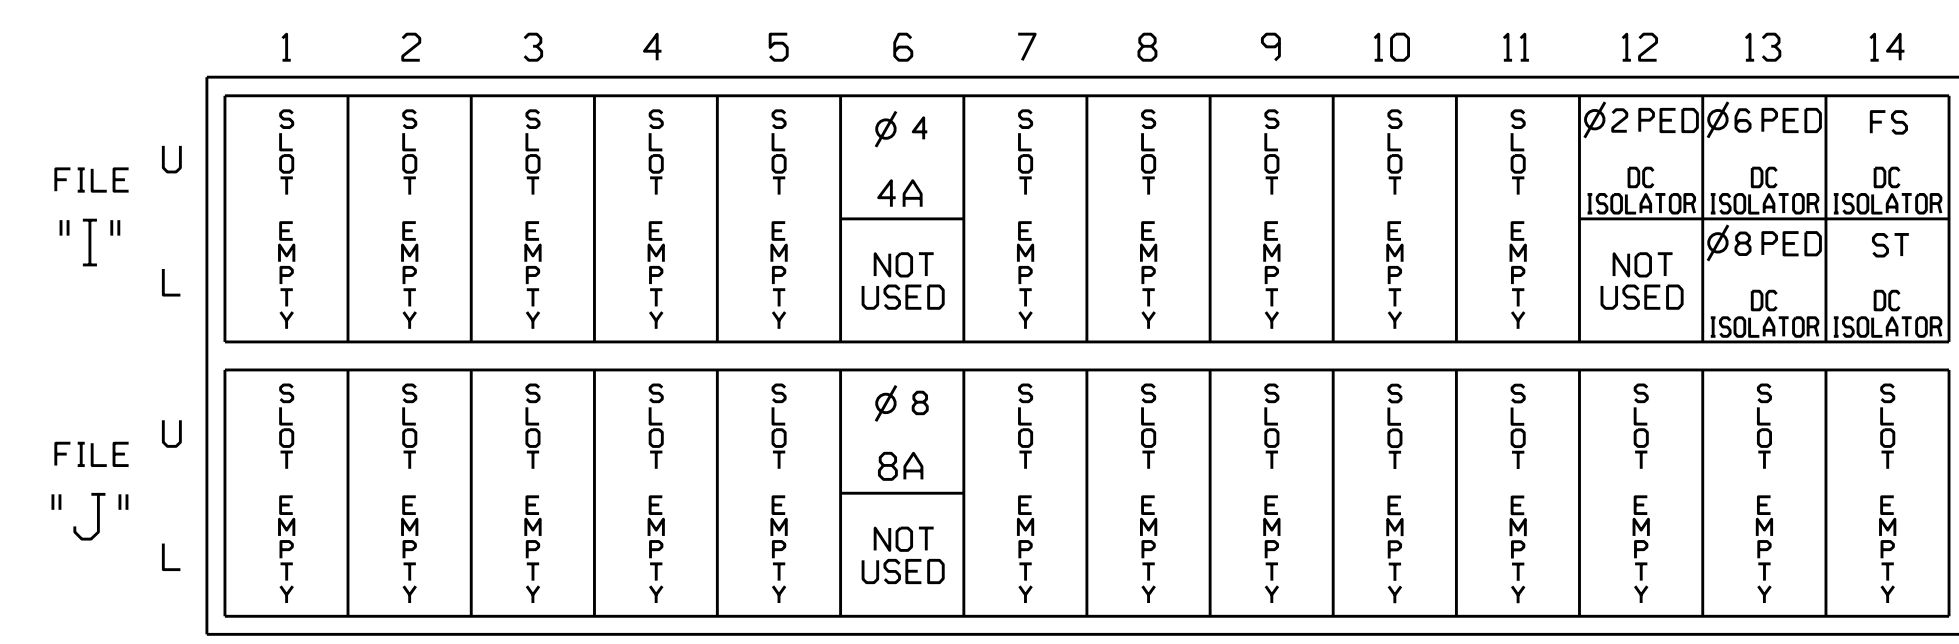 1 2 3 4 5 6 7 8 9 10 11 12 13 14
FILE "I"
U
L
SLOT EMPTY
SLOT EMPTY
SLOT EMPTY
SLOT EMPTY
SLOT EMPTY
Ø 4
4A
NOT
USED
SLOT EMPTY
SLOT EMPTY
SLOT EMPTY
SLOT EMPTY
SLOT EMPTY
Ø2 PED
DC
ISOLATOR
NOT
USED
Ø6 PED
DC
ISOLATOR
Ø8 PED
DC
ISOLATOR
FS
DC
ISOLATOR
ST
DC
ISOLATOR
FILE "J"
U
L
SLOT EMPTY
SLOT EMPTY
SLOT EMPTY
SLOT EMPTY
SLOT EMPTY
Ø 8
8A
NOT
USED
SLOT EMPTY
SLOT EMPTY
SLOT EMPTY
SLOT EMPTY
SLOT EMPTY
SLOT EMPTY
SLOT EMPTY
SLOT EMPTY